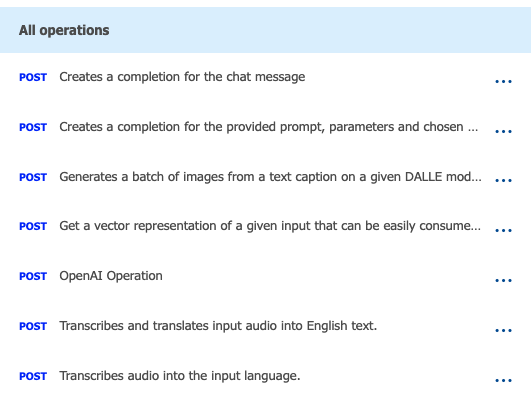 All operations
POST Creates a completion for the chat message ...
POST Creates a completion for the provided prompt, parameters and chosen ... ...
POST Generates a batch of images from a text caption on a given DALLE mod... ...
POST Get a vector representation of a given input that can be easily consume... ...
POST OpenAI Operation ...
POST Transcribes and translates input audio into English text. ...
POST Transcribes audio into the input language. ...